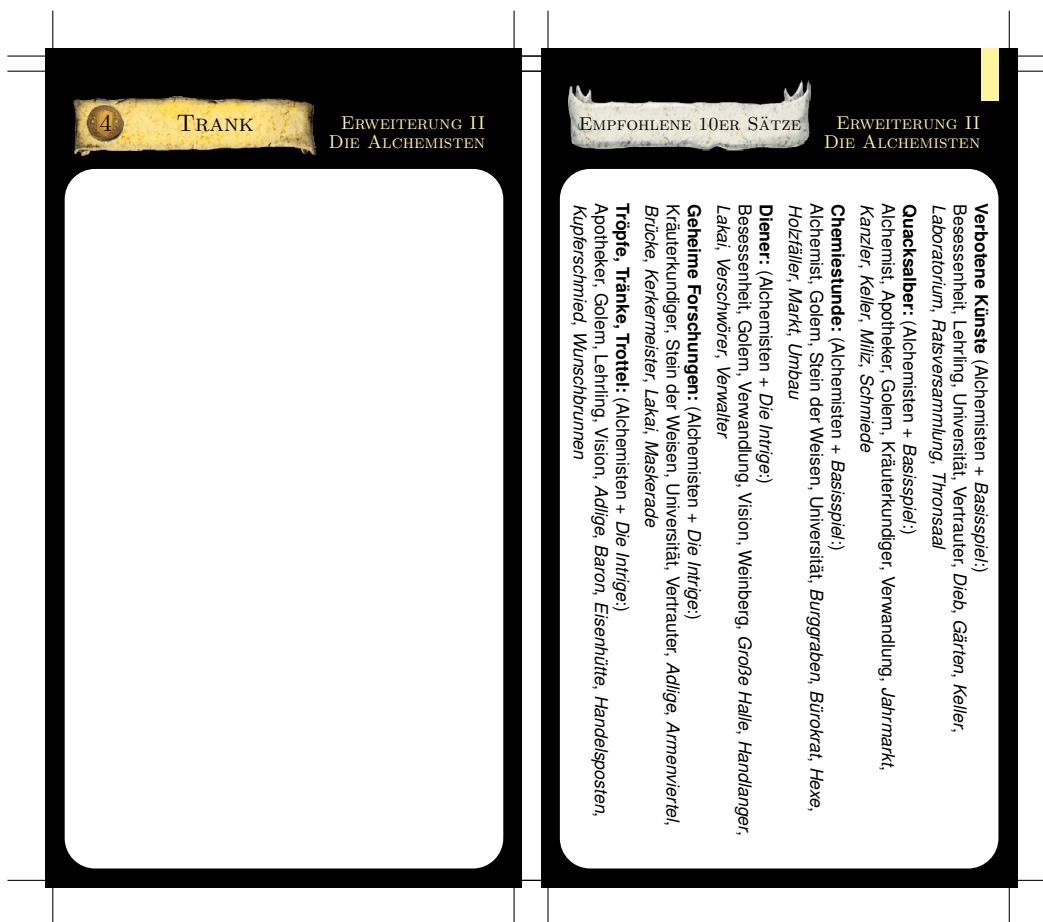 4
TRANK
ERWEITERUNG II
DIE ALCHEMISTEN
EMPFOHLENE 10ER SÄTZE
ERWEITERUNG II
DIE ALCHEMISTEN
Verbotene Künste (Alchemisten + Basisspiel:)
Besessenheit, Lehrling, Universität, Vertrauter, Dieb, Gärten, Keller,
Laboratorium, Ratsversammlung, Thronsaal
Quacksalber: (Alchemisten + Basisspiel:)
Alchemist, Apotheker, Golem, Kräuterkundiger, Verwandlung, Jahrmarkt,
Kanzler, Keller, Miliz, Schmiede
Chemiestunde: (Alchemisten + Basisspiel:)
Alchemist, Golem, Stein der Weisen, Universität, Burggraben, Bürokrat, Hexe,
Holzfäller, Markt, Umbau
Diener: (Alchemisten + Die Intrige:)
Besessenheit, Golem, Verwandlung, Vision, Weinberg, Große Halle, Handlanger,
Lakai, Verschwörer, Verwalter
Geheime Forschungen: (Alchemisten + Die Intrige:)
Kräuterkundiger, Stein der Weisen, Universität, Vertrauter, Adlige, Armenviertel,
Brücke, Kerkermeister, Lakai, Maskerade
Tröpfe, Tränke, Trottel: (Alchemisten + Die Intrige:)
Apotheker, Golem, Lehrling, Vision, Adlige, Baron, Eisenhütte, Handelsposten,
Kupferschmied, Wunschbrunnen